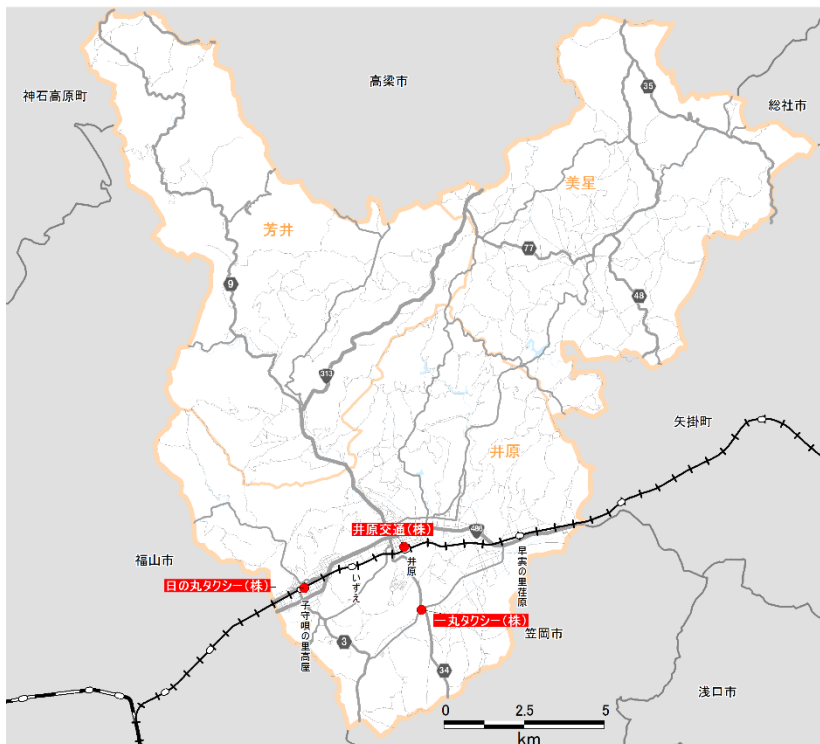 高梁市
神石高原町
35
総社市
美星
芳井
77
9
48
313
矢掛町
井原
486
井原交通(株)
早雲の里荏原
福山市
井原
いずえ
日の丸タクシー(株)
子守唄の里高屋
一丸タクシー(株)
笠岡市
3
34
浅口市
0 2.5 5
km